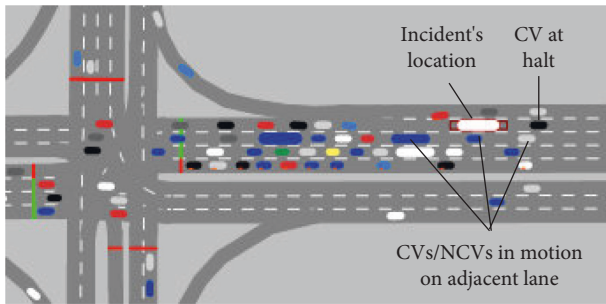 Incident's
location
CV at
halt
CVs/NCVs in motion
on adjacent lane